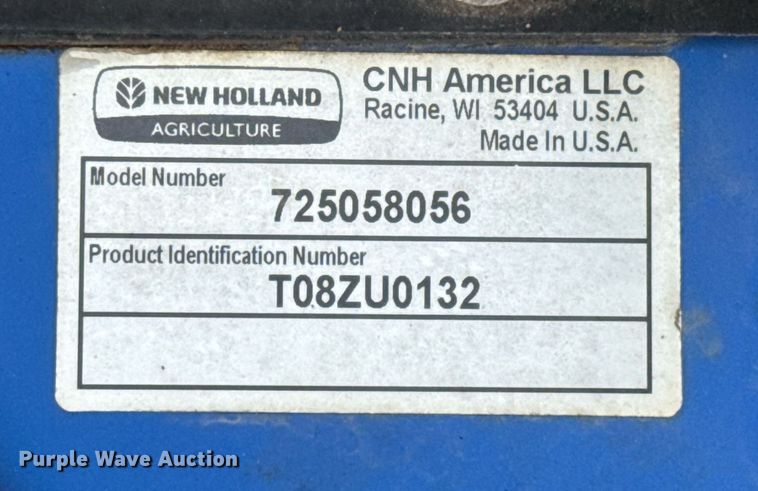 NEW HOLLAND
AGRICULTURE
CNH America LLC
Racine, WI 53404 U.S.A.
Made In U.S.A.
Model Number
725058056
Product Identification Number
T08ZU0132
Purple Wave Auction